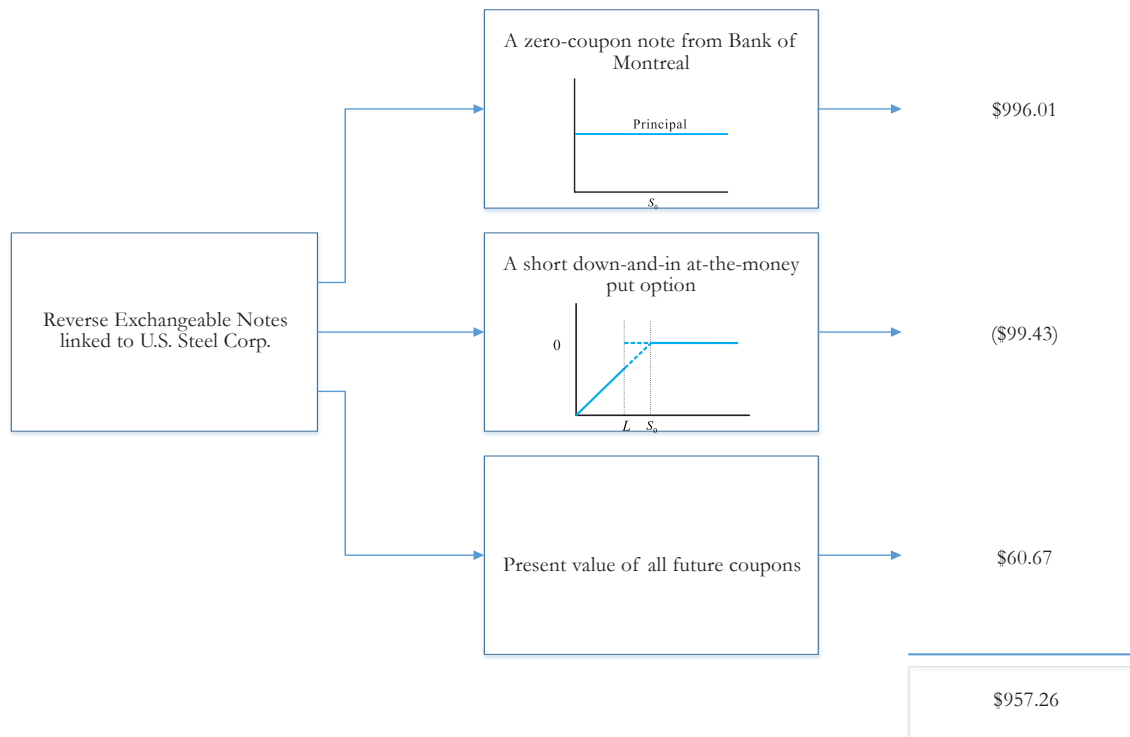 A zero-coupon note from Bank of
Montreal
Principal
S₀
$996.01
Reverse Exchangeable Notes
linked to U.S. Steel Corp.
A short down-and-in at-the-money
put option
0
L S₀
($99.43)
Present value of all future coupons
$60.67
$957.26